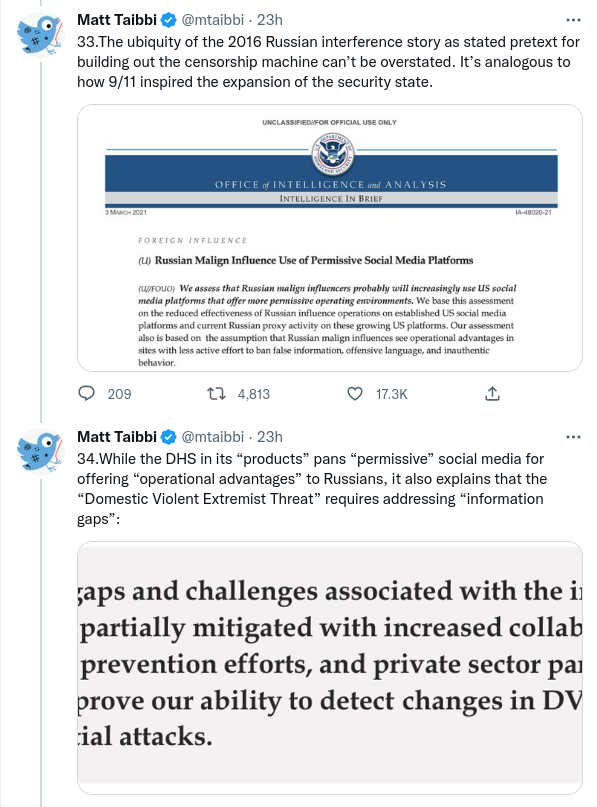 Matt Taibbi @mtaibbi · 23h
33.The ubiquity of the 2016 Russian interference story as stated pretext for
building out the censorship machine can’t be overstated. It’s analogous to
how 9/11 inspired the expansion of the security state.
UNCLASSIFIED//FOR OFFICIAL USE ONLY
OFFICE of INTELLIGENCE and ANALYSIS
INTELLIGENCE IN BRIEF
3 MARCH 2021 IA-48020-21
FOREIGN INFLUENCE
(U) Russian Malign Influence Use of Permissive Social Media Platforms
(U//FOUO) We assess that Russian malign influencers probably will increasingly use US social
media platforms that offer more permissive operating environments. We base this assessment
on the reduced effectiveness of Russian influence operations on established US social media
platforms and current Russian proxy activity on these growing US platforms. Our assessment
also is based on the assumption that Russian malign influences see operational advantages in
sites with less active effort to ban false information, offensive language, and inauthentic
behavior.
209 4,813 17.3K
Matt Taibbi @mtaibbi · 23h
34.While the DHS in its “products” pans “permissive” social media for
offering “operational advantages” to Russians, it also explains that the
“Domestic Violent Extremist Threat” requires addressing “information
gaps”:
gaps and challenges associated with the
partially mitigated with increased collab
prevention efforts, and private sector par
prove our ability to detect changes in DV
tial attacks.